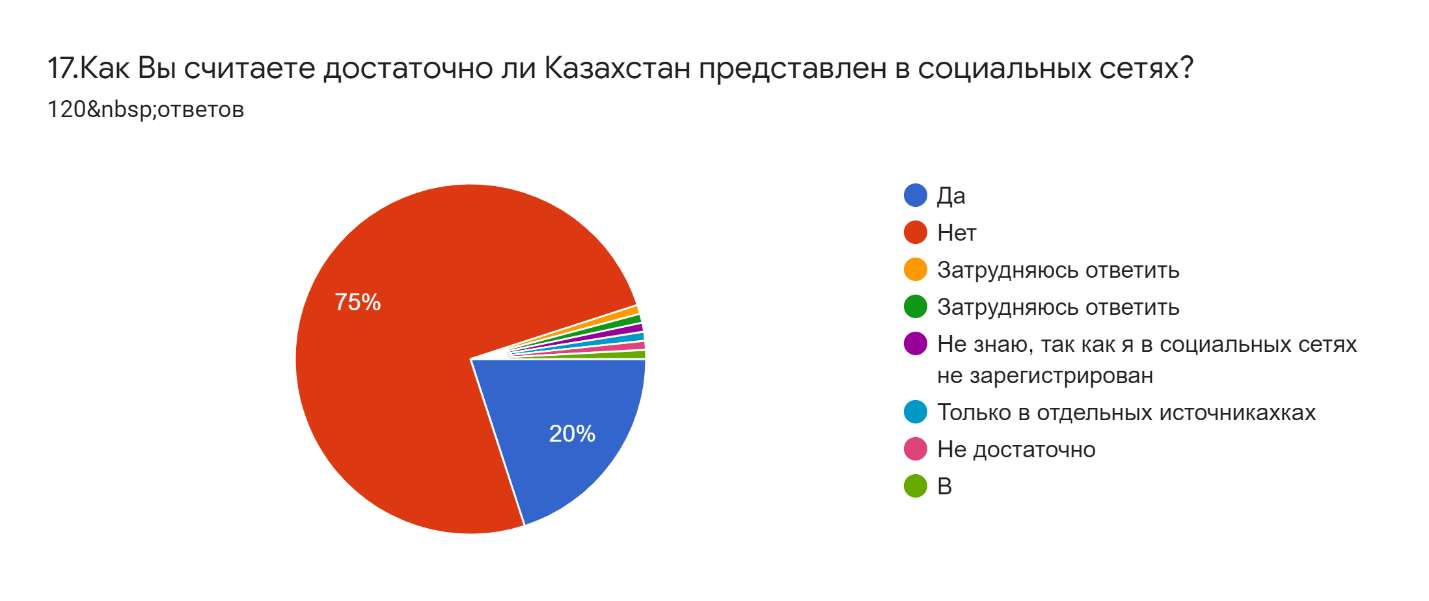 17.Как Вы считаете достаточно ли Казахстан представлен в социальных сетях?
120&nbsp;ответов
75%
20%
Да
Нет
Затрудняюсь ответить
Затрудняюсь ответить
Не знаю, так как я в социальных сетях
не зарегистрирован
Только в отдельных источникахках
Не достаточно
В